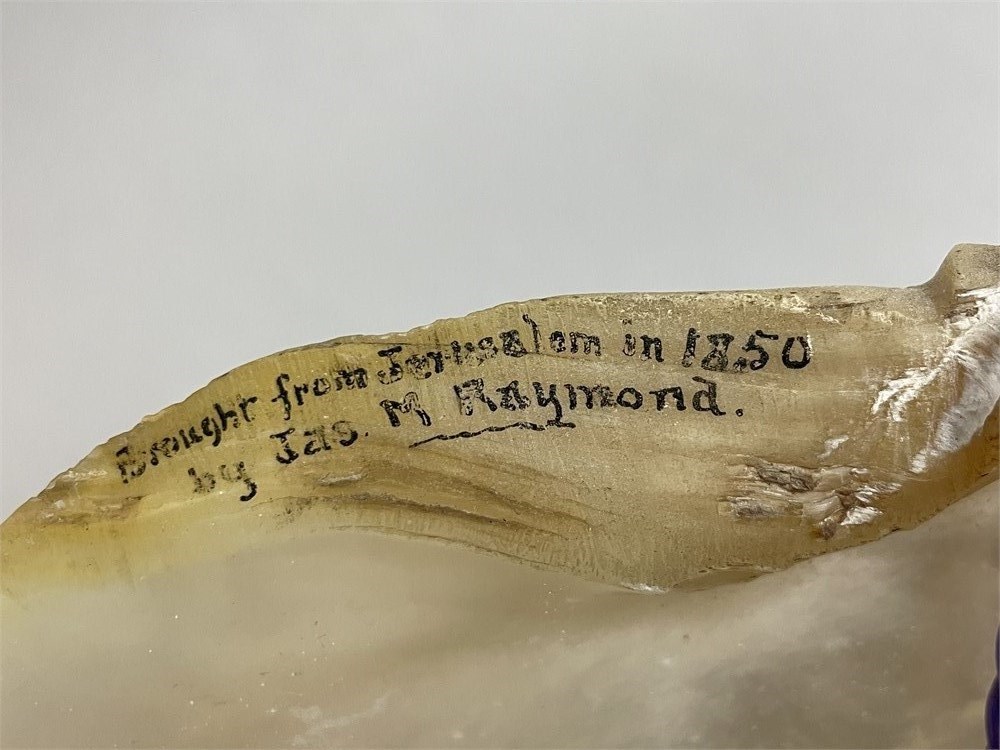 Brought from Jerusalem in 1850
by Jas. M Raymond.